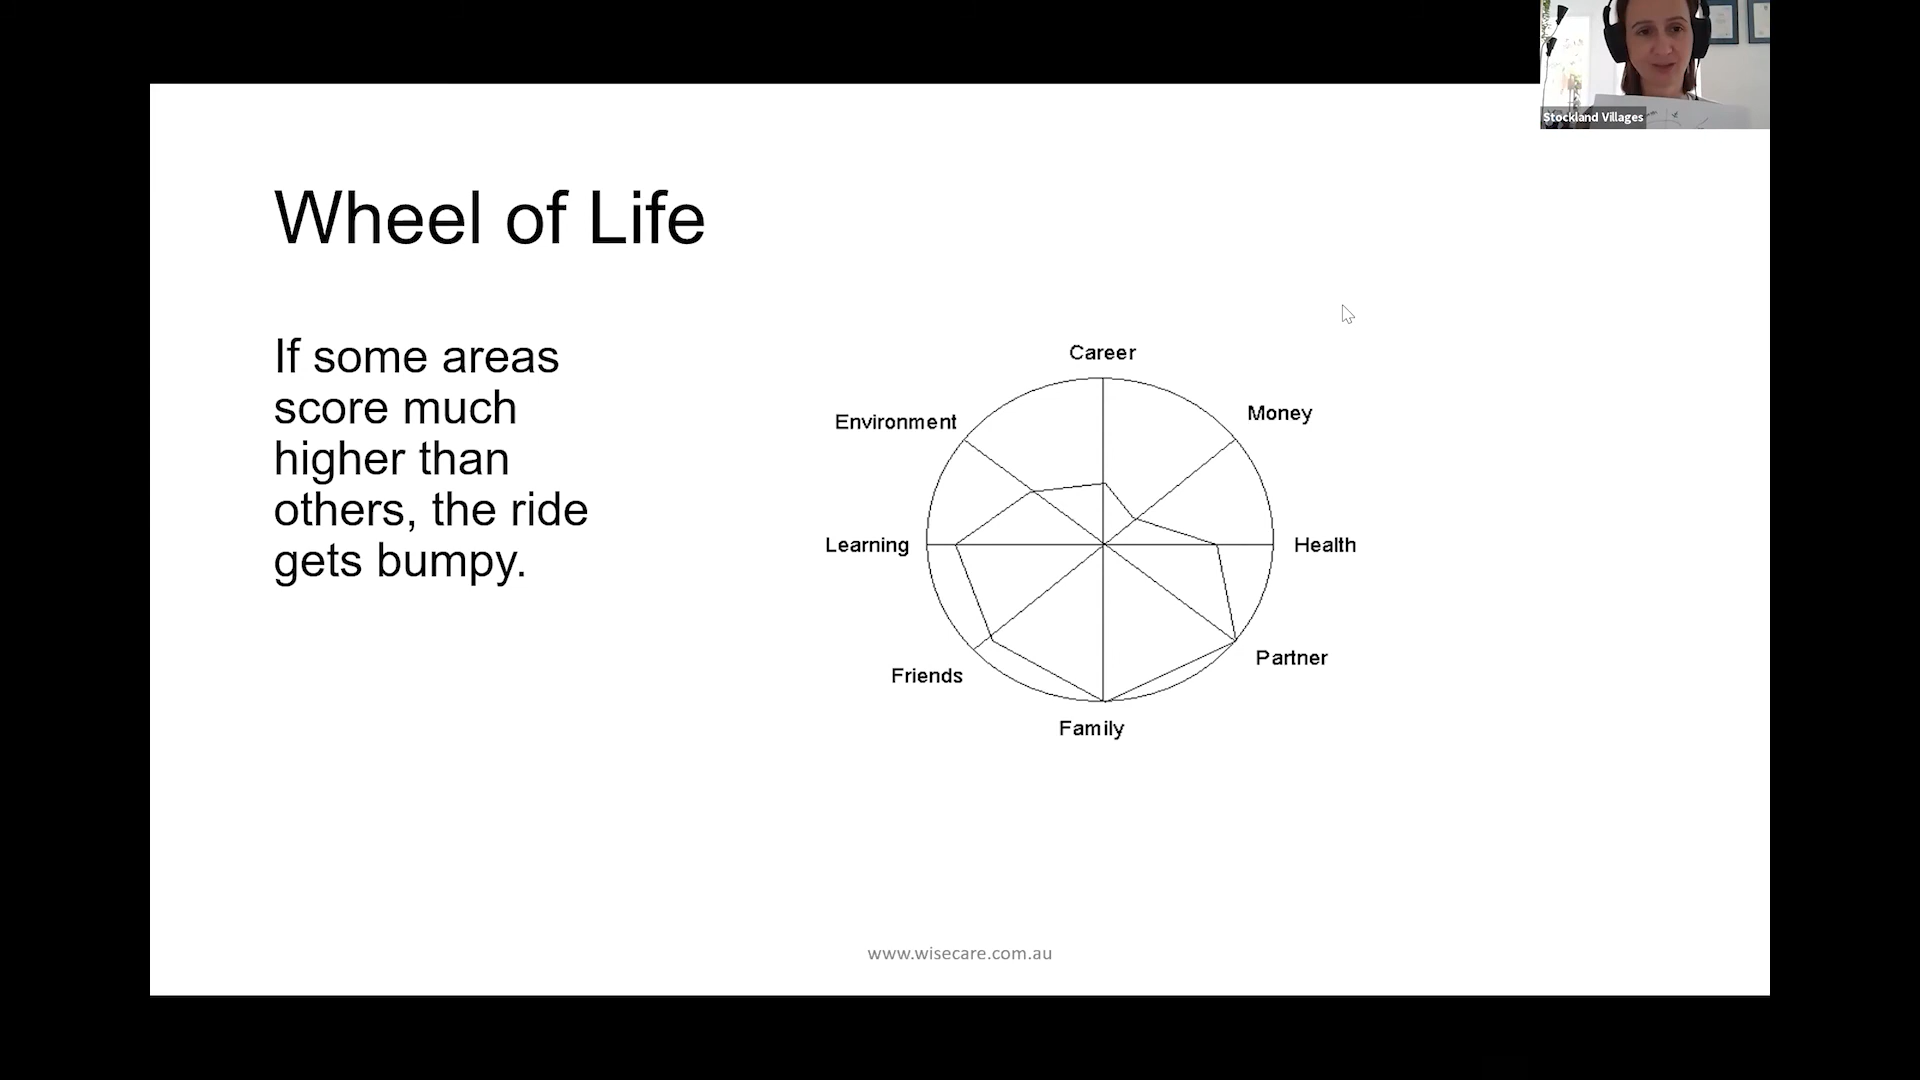 Stockland Villages
Wheel of Life
If some areas
score much
higher than
others, the ride
gets bumpy.
Career
Money
Environment
Learning
Health
Partner
Friends
Family
www.wisecare.com.au